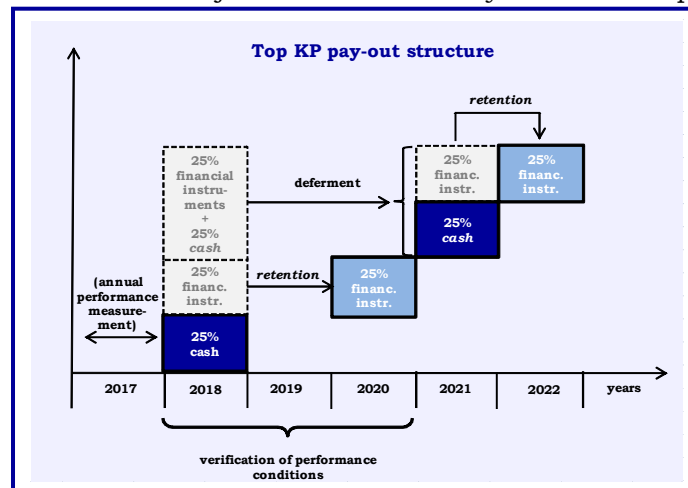 Top KP pay-out structure
retention
25%
financial
instru-
ments
+
25%
cash
deferment
25%
financ.
instr.
25%
financ.
instr.
25%
cash
(annual
performance
measure-
ment)
25%
financ.
instr.
retention
25%
financ.
instr.
25%
cash
2017
2018
2019
2020
2021
2022
years
verification of performance
conditions